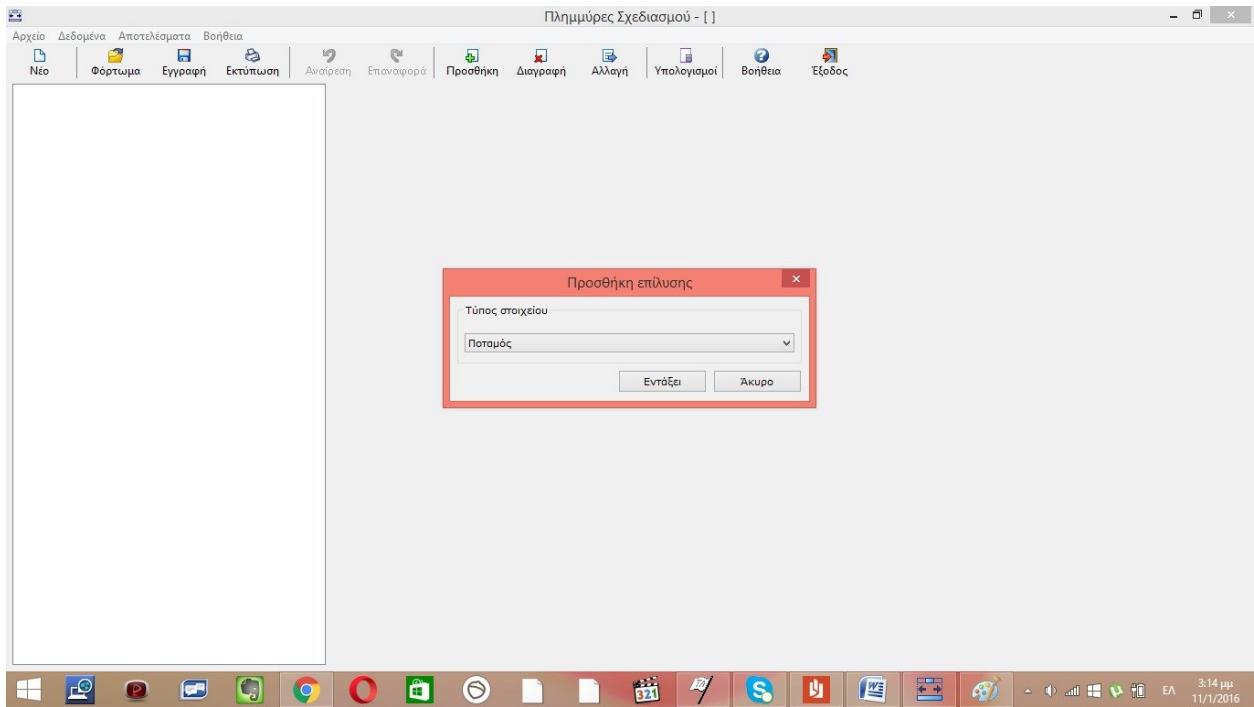 Πλημμύρες Σχεδιασμού - [ ]
Αρχείο Δεδομένα Αποτελέσματα Βοήθεια
Νέο Φόρτωμα Εγγραφή Εκτύπωση Αναίρεση Επαναφορά Προσθήκη Διαγραφή Αλλαγή Υπολογισμοί Βοήθεια Έξοδος
Προσθήκη επίλυσης
Τύπος στοιχείου
Ποταμός
Εντάξει Άκυρο
321
ΕΛ 3:14 μμ
11/1/2016